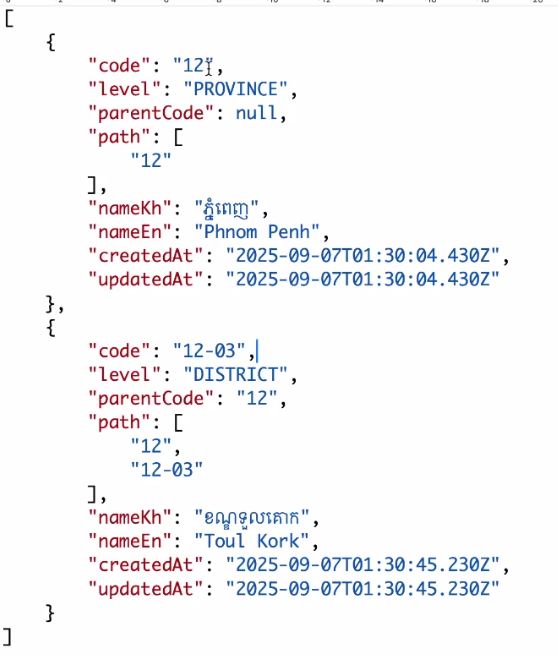 [
    {
        "code": "12",
        "level": "PROVINCE",
        "parentCode": null,
        "path": [
            "12"
        ],
        "nameKh": "ភ្នំពេញ",
        "nameEn": "Phnom Penh",
        "createdAt": "2025-09-07T01:30:04.430Z",
        "updatedAt": "2025-09-07T01:30:04.430Z"
    },
    {
        "code": "12-03",
        "level": "DISTRICT",
        "parentCode": "12",
        "path": [
            "12",
            "12-03"
        ],
        "nameKh": "ខណ្ឌទួលគោក",
        "nameEn": "Toul Kork",
        "createdAt": "2025-09-07T01:30:45.230Z",
        "updatedAt": "2025-09-07T01:30:45.230Z"
    }
]